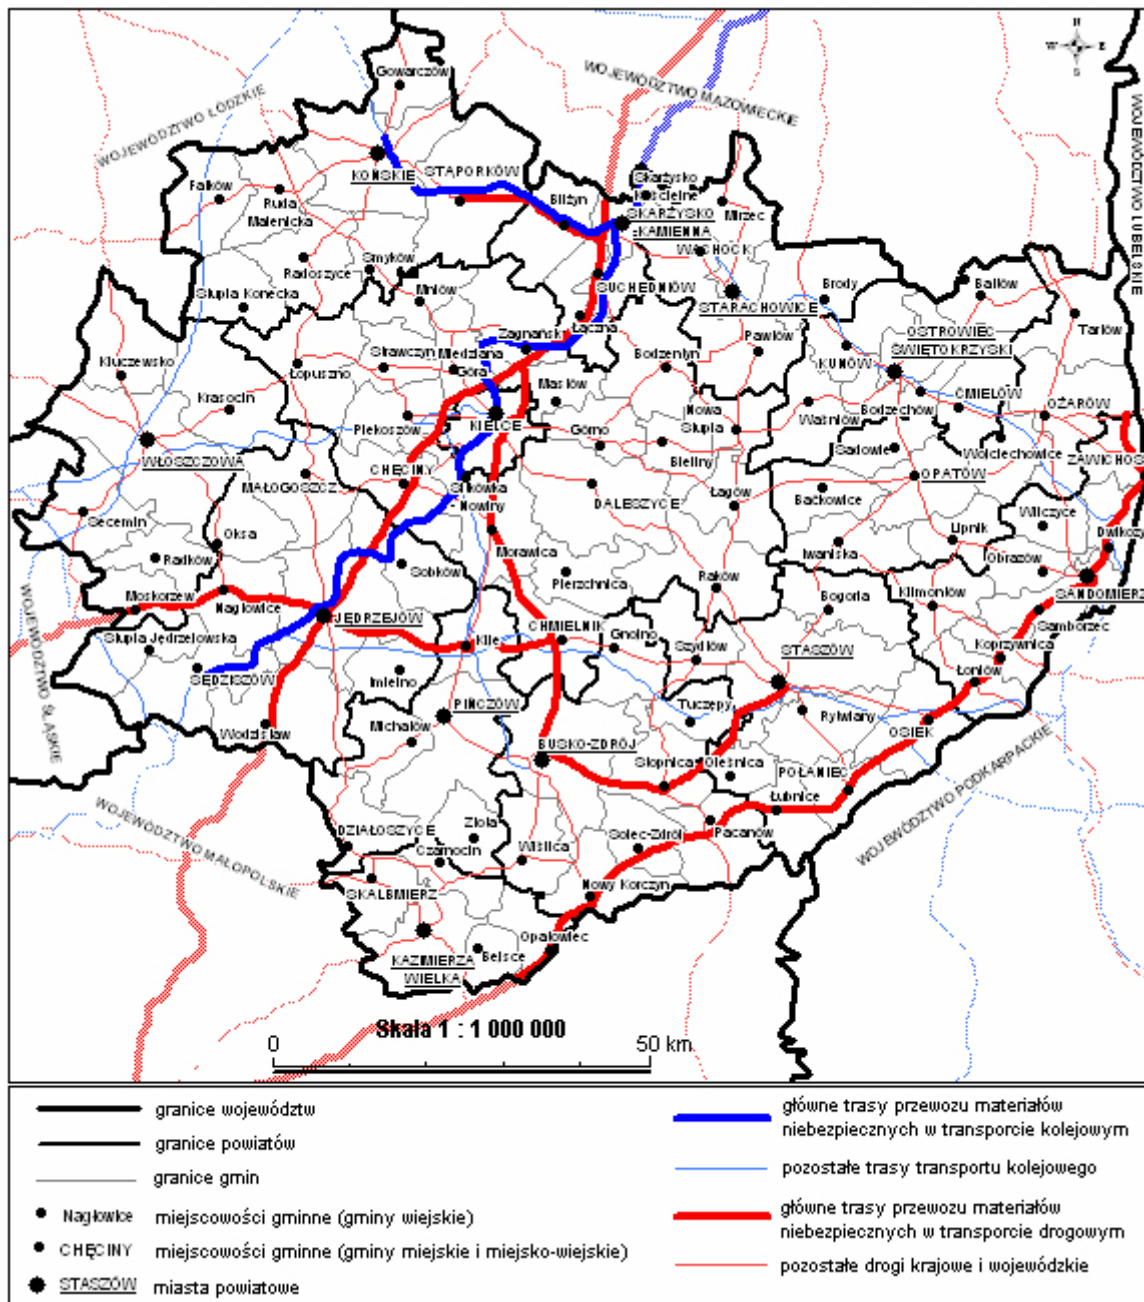 N
W E
S
WOJEWÓDZTWO MAZOWIECKIE
WOJEWÓDZTWO ŁÓDZKIE
WOJEWÓDZTWO LUBELSKIE
Gowarczów
KOŃSKIE
STĄPORKÓW
Fałków
Ruda
Malenicka
Bliżyn
Skarżysko
Kościelne
SKARŻYSKO
-KAMIENNA
Mirzec
WĄCHOCK
Radoszyce
Smyków
Słupia Konecka
Mniów
SUCHEDNIÓW
STARACHOWICE
Brody
Bałtów
Tarłów
OSTROWIEC
ŚWIĘTOKRZYSKI
Łączna
Zagnańsk
Kluczewsko
Strawczyn
Miedziana
Góra
Łopuszno
Bodzentyn
Pawłów
KUNÓW
Masłów
Krasocin
Piekoszów
KIELCE
Nowa
Słupia
Waśniów
Bodzechów
ĆMIELÓW
OŻARÓW
WŁOSZCZOWA
Górno
Bieliny
Sadowie
Wojciechowice
ZAWICHOST
CHĘCINY
MAŁOGOSZCZ
Sitkówka
- Nowiny
DALESZYCE
Łagów
OPATÓW
Baćkowice
Wilczyce
Secemin
Oksa
Radków
Morawica
Iwaniska
Lipnik
Dwikozy
Sobków
Pierzchnica
Obrazów
Moskorzew
Nagłowice
Raków
Bogoria
Klimontów
SANDOMIERZ
Samborzec
JĘDRZEJÓW
Słupia Jędrzejowska
Kije
CHMIELNIK
Gnojno
Szydłów
STASZÓW
Koprzywnica
Łoniów
SĘDZISZÓW
Imielno
PIŃCZÓW
Tuczępy
Rytwiany
OSIEK
WOJEWÓDZTWO ŚLĄSKIE
Wodzisław
Michałów
BUSKO-ZDRÓJ
Stopnica
Oleśnica
POŁANIEC
Łubnice
WOJEWÓDZTWO PODKARPACKIE
WOJEWÓDZTWO MAŁOPOLSKIE
DZIAŁOSZYCE
Złota
Czarnocin
Wiślica
Solec-Zdrój
Pacanów
SKALBMIERZ
Nowy Korczyn
Opatowiec
KAZIMIERZA
WIELKA
Bejsce
Skala 1 : 1 000 000
0 50 km
granice województw
granice powiatów
granice gmin
Nagłowice miejscowości gminne (gminy wiejskie)
CHĘCINY miejscowości gminne (gminy miejskie i miejsko-wiejskie)
STASZÓW miasta powiatowe
główne trasy przewozu materiałów
niebezpiecznych w transporcie kolejowym
pozostałe trasy transportu kolejowego
główne trasy przewozu materiałów
niebezpiecznych w transporcie drogowym
pozostałe drogi krajowe i wojewódzkie